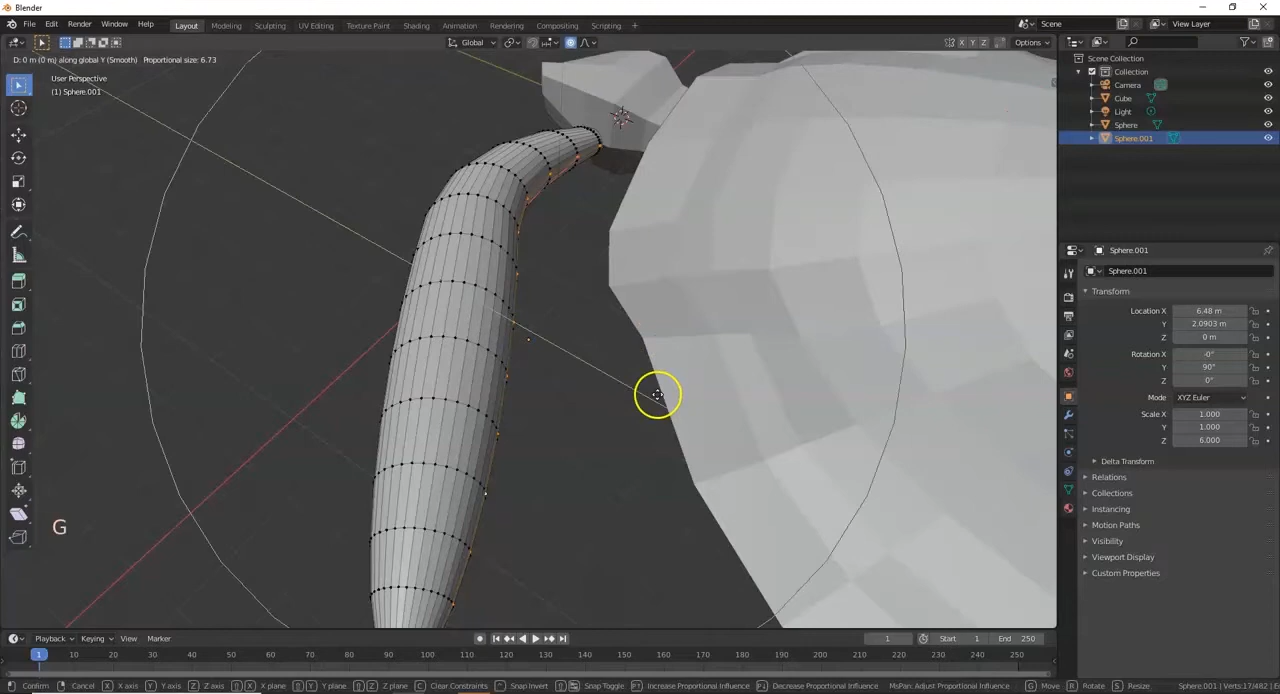 Blender
File Edit Render Window Help Layout Modeling Sculpting UV Editing Texture Paint Shading Animation Rendering Compositing Scripting + Scene View Layer
Global X Y Z Options
D: 0 m (0 m) along global Y (Smooth) Proportional size: 6.73
User Perspective
(1) Sphere.001
Scene Collection
Collection
Camera
Cube
Light
Sphere
Sphere.001
Sphere.001
Sphere.001
Transform
Location X 6.48 m
Y 2.0903 m
Z 0 m
Rotation X -0°
Y 90°
Z 0°
Mode XYZ Euler
Scale X 1.000
Y 1.000
Z 6.000
Delta Transform
Relations
Collections
Instancing
Motion Paths
Visibility
Viewport Display
Custom Properties
G
Playback Keying View Marker 1 Start 1 End 250
1 10 20 30 40 50 60 70 80 90 100 110 120 130 140 150 160 170 180 190 200 210 220 230 240 250
Confirm Cancel X X axis Y Y axis Z Z axis X X plane Y Y plane Z Z plane C Clear Constraints Snap Invert Snap Toggle Increase Proportional Influence Decrease Proportional Influence MsPan: Adjust Proportional Influence G Move R Rotate S Resize Sphere.001 | Verts:17/482 | F